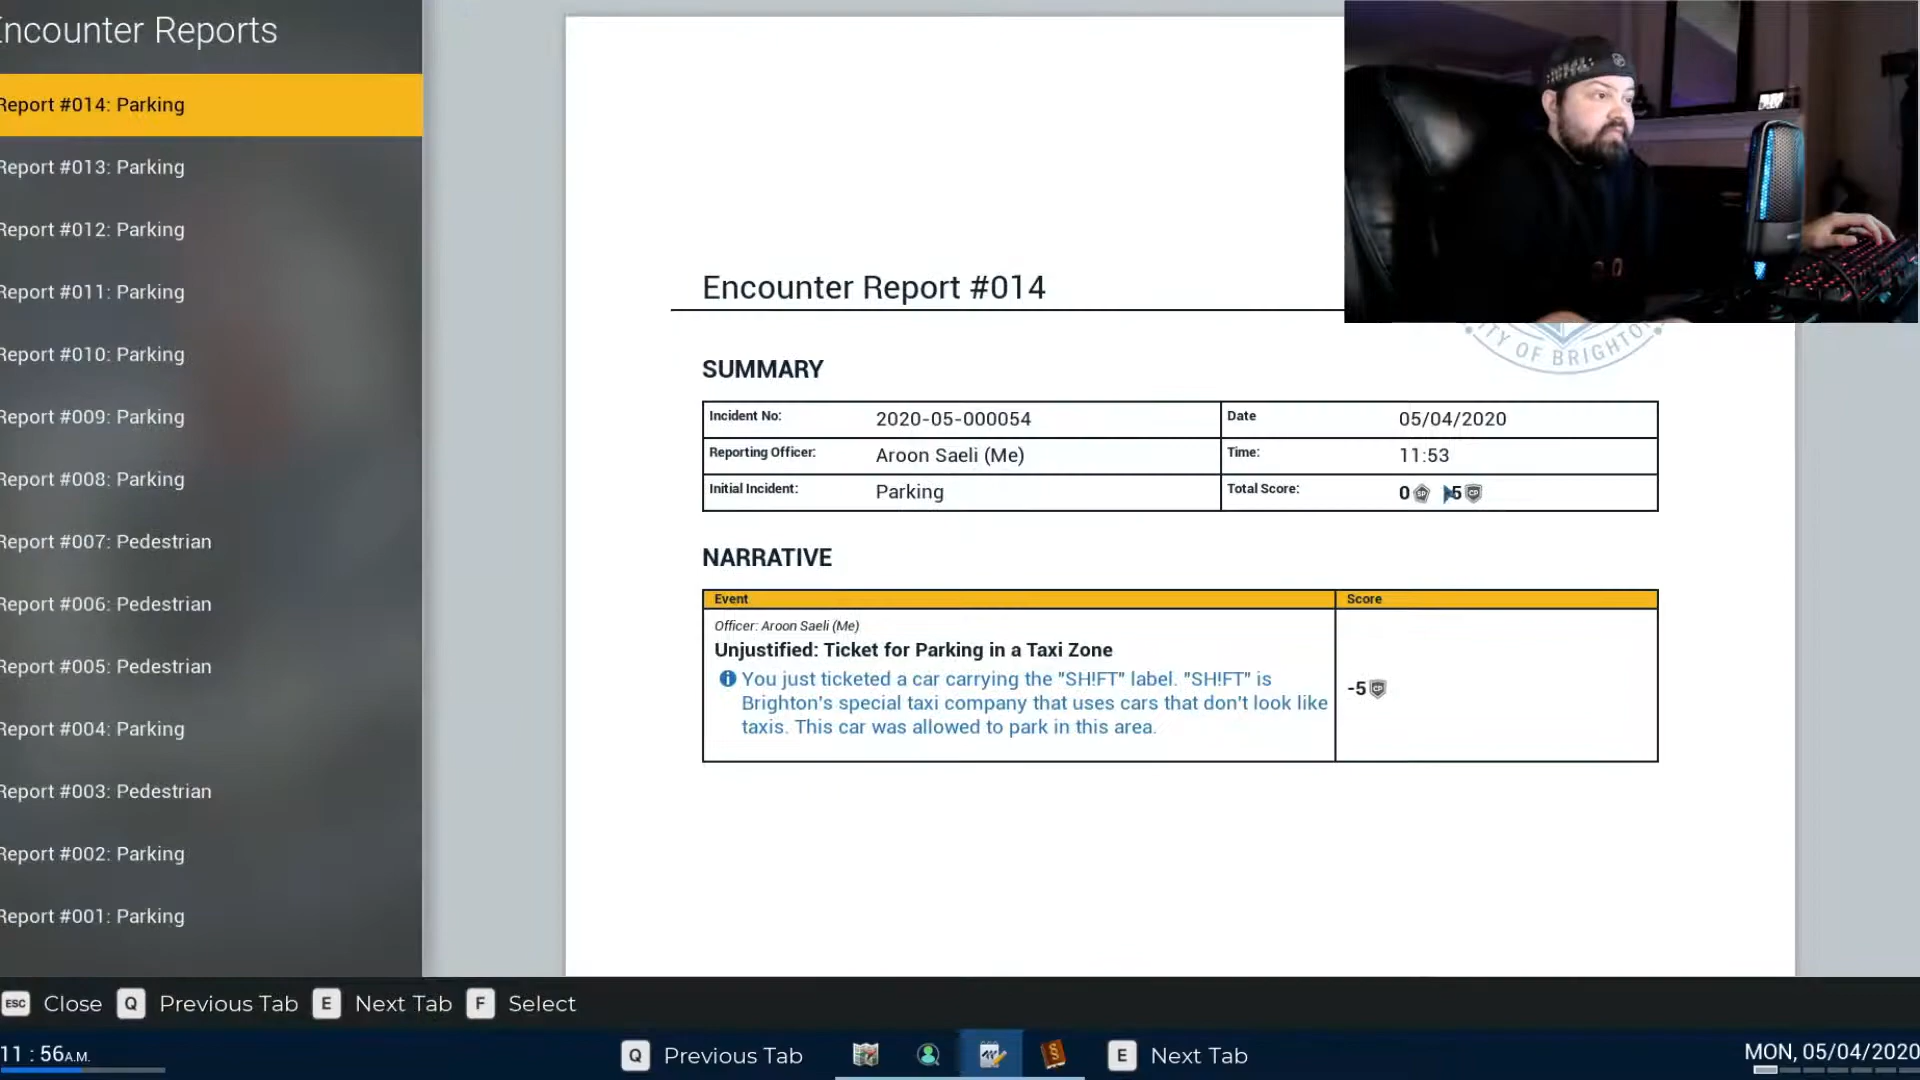 Encounter Reports
Report #014: Parking
Report #013: Parking
Report #012: Parking
Report #011: Parking
Report #010: Parking
Report #009: Parking
Report #008: Parking
Report #007: Pedestrian
Report #006: Pedestrian
Report #005: Pedestrian
Report #004: Parking
Report #003: Pedestrian
Report #002: Parking
Report #001: Parking
Encounter Report #014
ITY OF BRIGHTO
SUMMARY
Incident No: 2020-05-000054 Date 05/04/2020
Reporting Officer: Aroon Saeli (Me) Time: 11:53
Initial Incident: Parking Total Score: 0 SP 5 CP
NARRATIVE
Event Score
Officer: Aroon Saeli (Me)
Unjustified: Ticket for Parking in a Taxi Zone
You just ticketed a car carrying the "SH!FT" label. "SH!FT" is
Brighton's special taxi company that uses cars that don't look like
taxis. This car was allowed to park in this area.
-5 CP
ESC Close Q Previous Tab E Next Tab F Select
11 : 56 A.M. Q Previous Tab E Next Tab MON, 05/04/2020